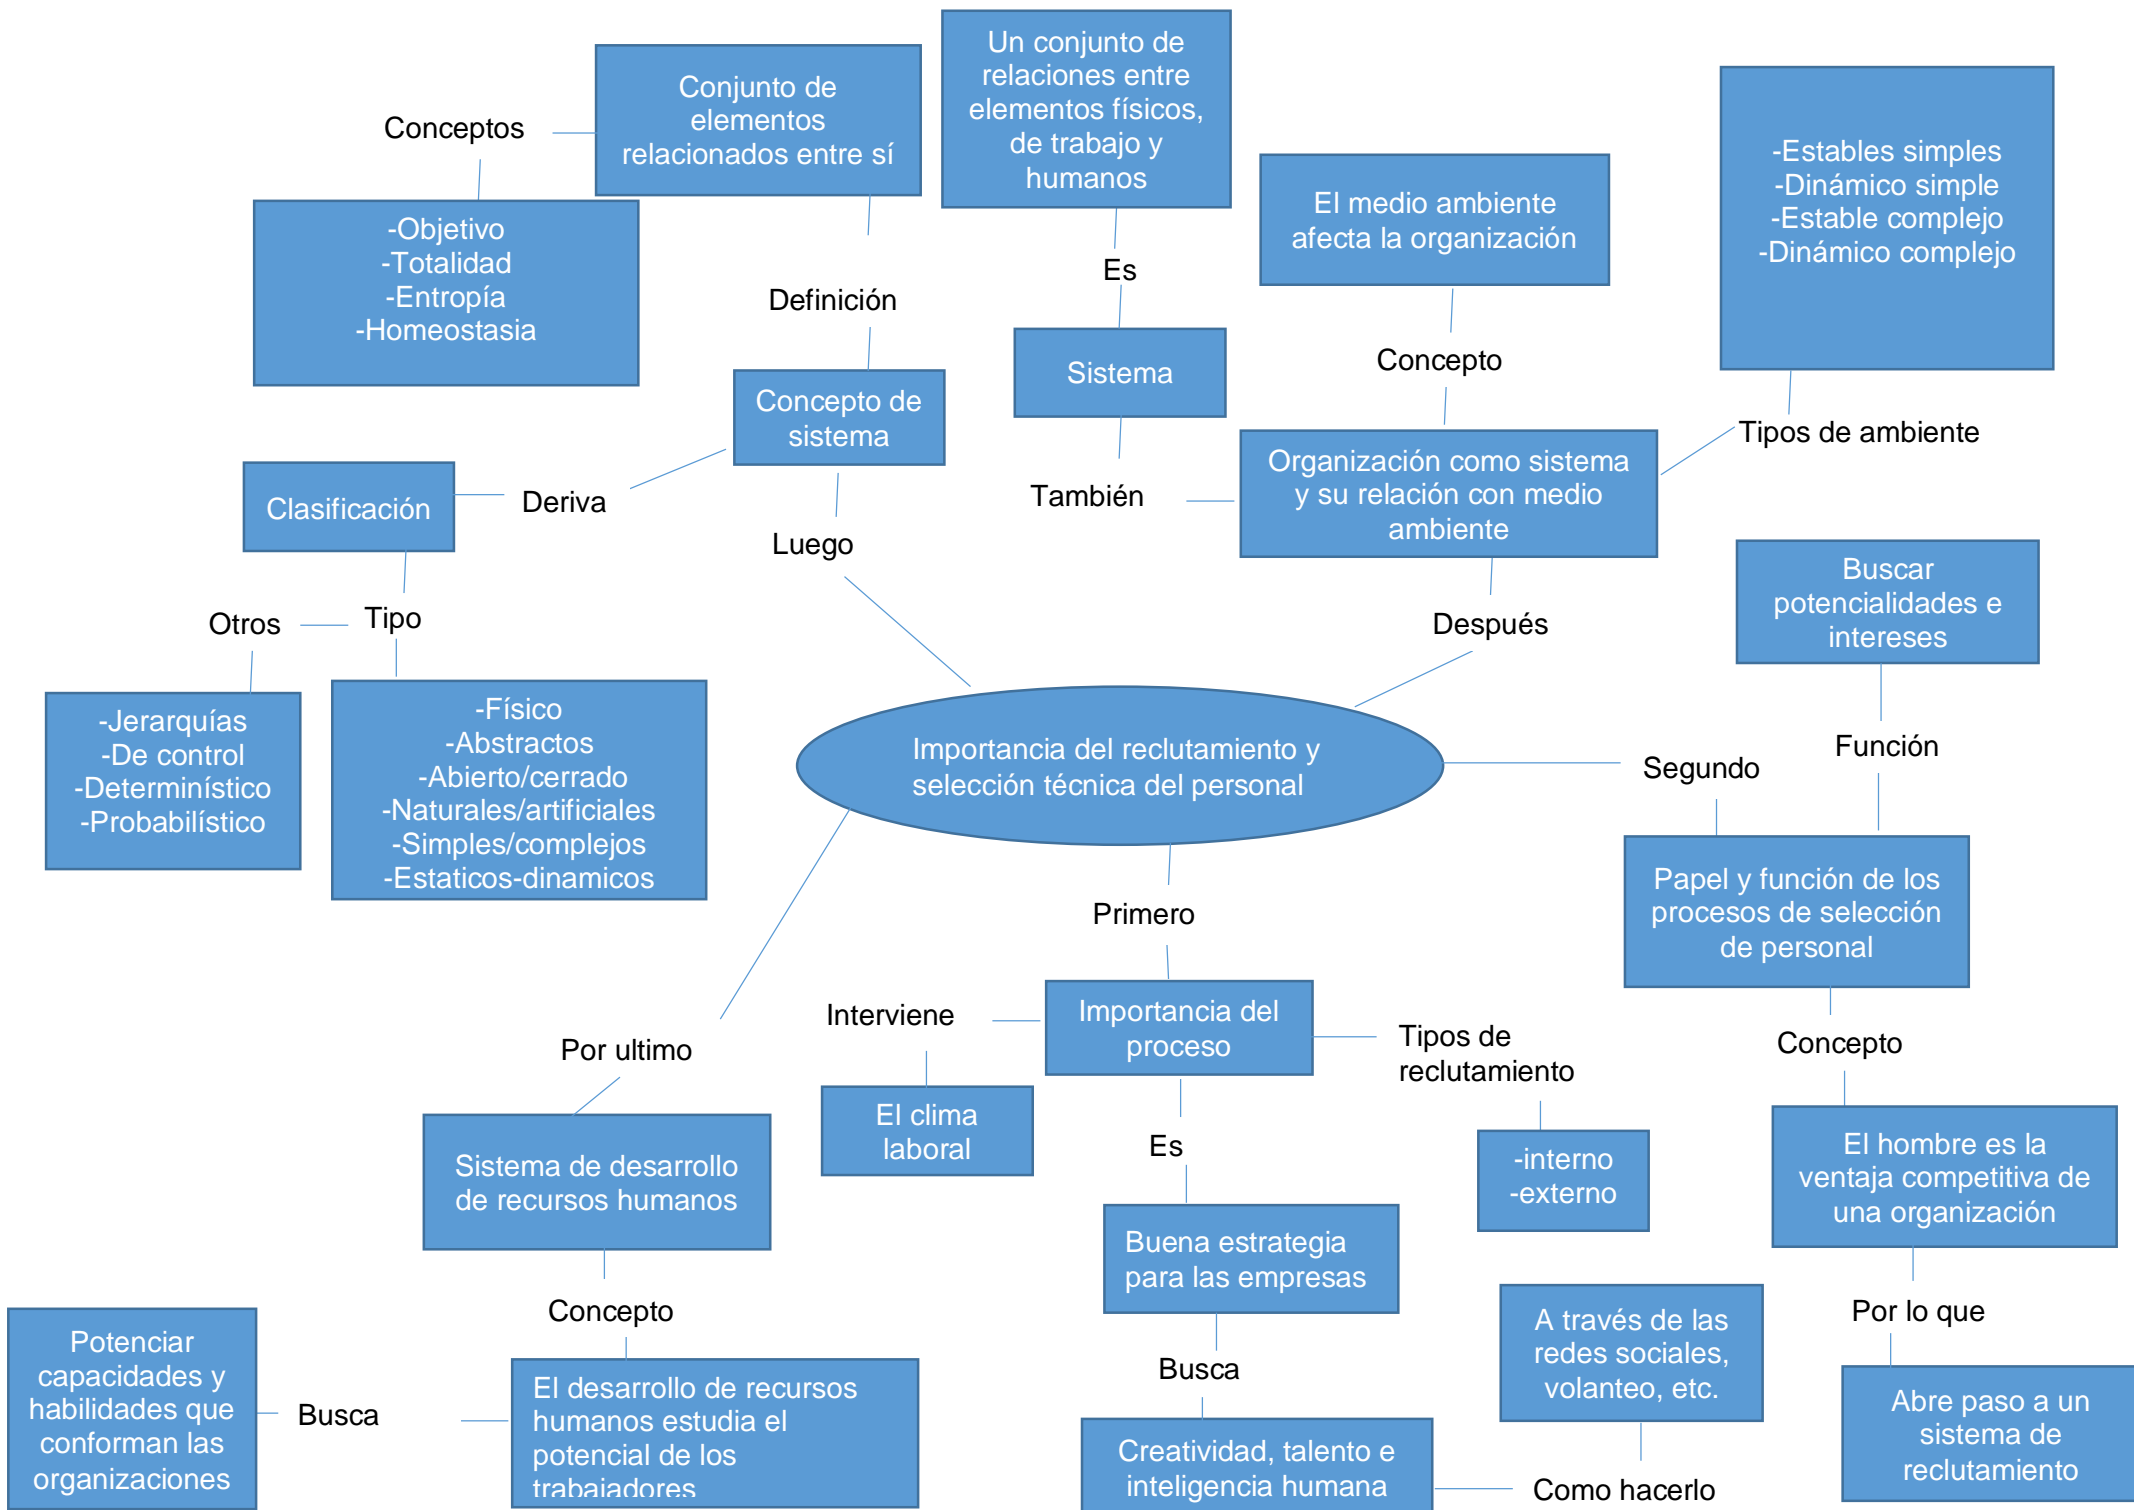 Conceptos
Conjunto de
elementos
relacionados entre sí
Un conjunto de
relaciones entre
elementos físicos,
de trabajo y
humanos
-Estables simples
-Dinámico simple
-Estable complejo
-Dinámico complejo
El medio ambiente
afecta la organización
-Objetivo
-Totalidad
-Entropía
-Homeostasia
Definición
Es
Concepto
Sistema
Concepto de
sistema
Tipos de ambiente
Clasificación
Deriva
También
Organización como sistema
y su relación con medio
ambiente
Luego
Después
Buscar
potencialidades e
intereses
Otros
Tipo
-Jerarquías
-De control
-Determinístico
-Probabilístico
-Físico
-Abstractos
-Abierto/cerrado
-Naturales/artificiales
-Simples/complejos
-Estaticos-dinamicos
Importancia del reclutamiento y
selección técnica del personal
Segundo
Función
Papel y función de los
procesos de selección
de personal
Primero
Interviene
Importancia del
proceso
Tipos de
reclutamiento
Concepto
Por ultimo
El clima
laboral
Es
-interno
-externo
El hombre es la
ventaja competitiva de
una organización
Sistema de desarrollo
de recursos humanos
Buena estrategia
para las empresas
Concepto
Por lo que
A través de las
redes sociales,
volanteo, etc.
Potenciar
capacidades y
habilidades que
conforman las
organizaciones
Busca
El desarrollo de recursos
humanos estudia el
potencial de los
trabajadores
Busca
Creatividad, talento e
inteligencia humana
Como hacerlo
Abre paso a un
sistema de
reclutamiento